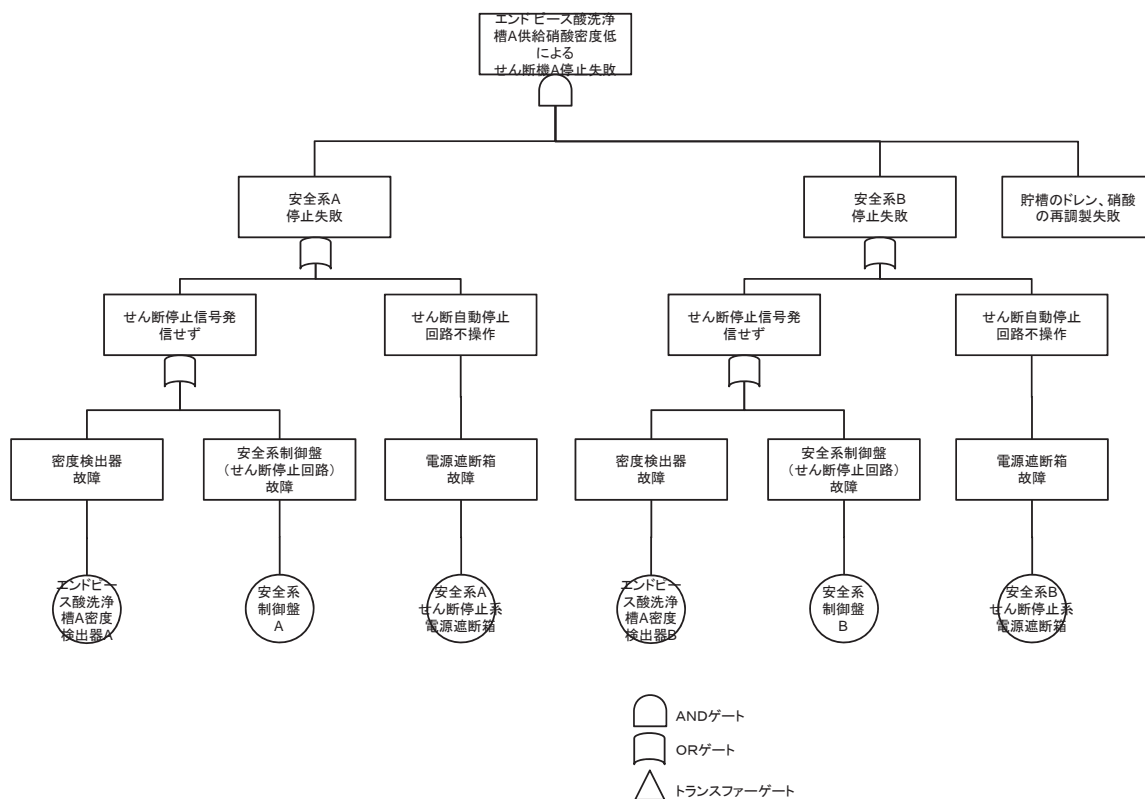 エンドピース酸洗浄
槽A供給硝酸密度低
による
せん断機A停止失敗
安全系A
停止失敗
安全系B
停止失敗
貯槽のドレン、硝酸
の再調製失敗
せん断停止信号発
信せず
せん断自動停止
回路不操作
せん断停止信号発
信せず
せん断自動停止
回路不操作
密度検出器
故障
安全系制御盤
(せん断停止回路)
故障
電源遮断箱
故障
密度検出器
故障
安全系制御盤
(せん断停止回路)
故障
電源遮断箱
故障
エンドピー
ス酸洗浄
槽A密度
検出器A
安全系
制御盤
A
安全系A
せん断停止系
電源遮断箱
エンドピー
ス酸洗浄
槽A密度
検出器B
安全系
制御盤
B
安全系B
せん断停止系
電源遮断箱
ANDゲート
ORゲート
トランスファーゲート